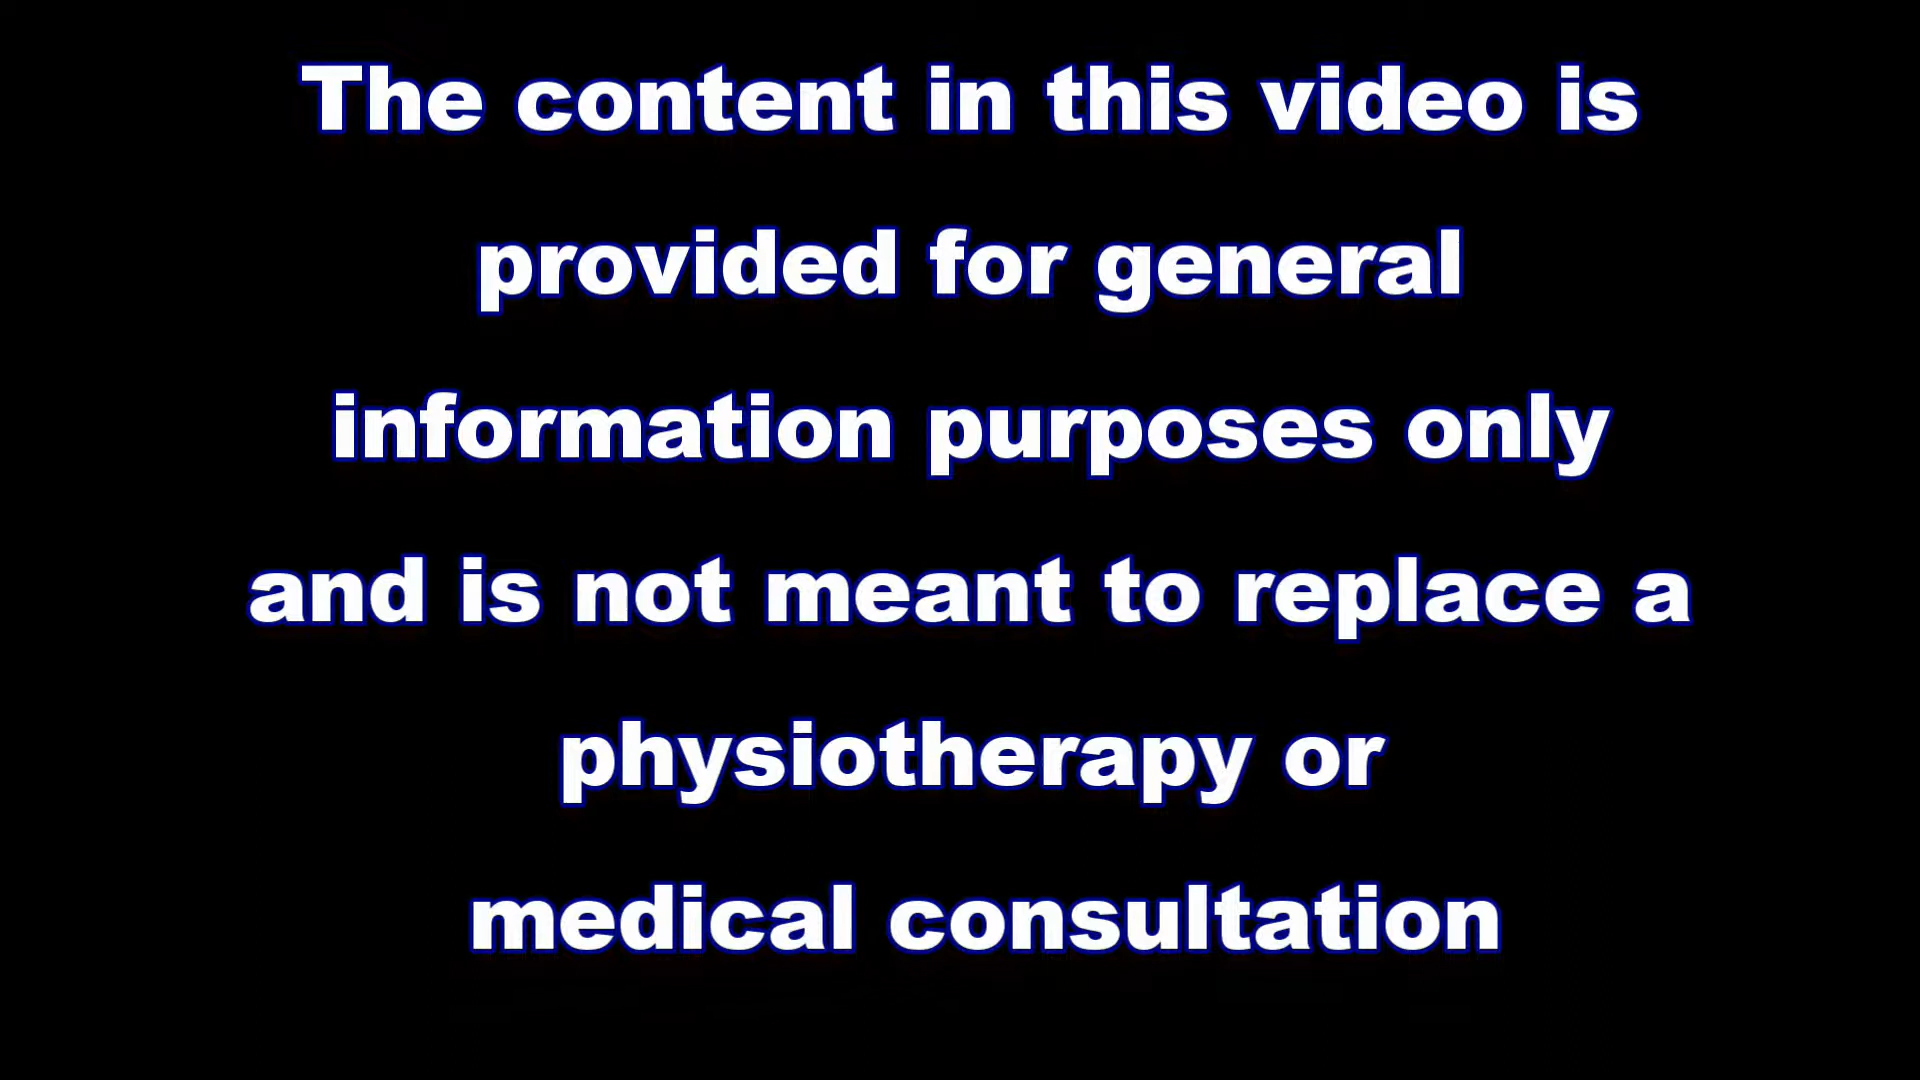 The content in this video is
provided for general
information purposes only
and is not meant to replace a
physiotherapy or
medical consultation